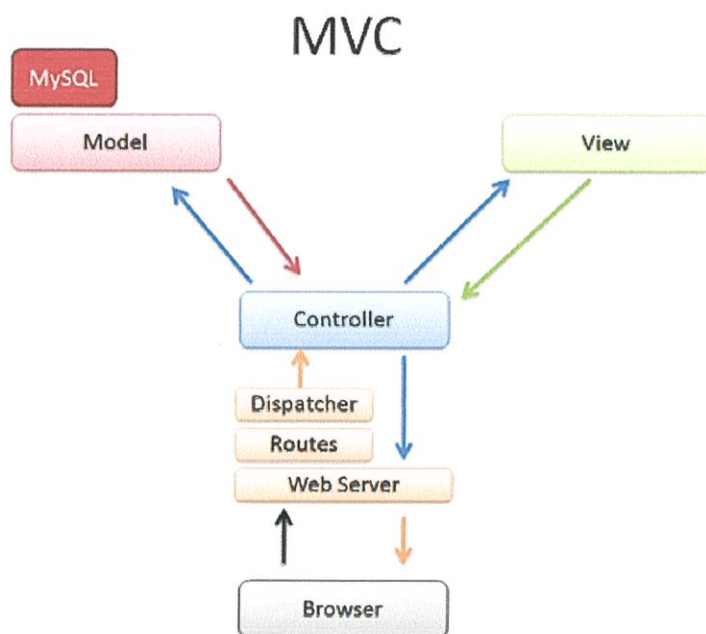 MVC
MySQL
Model
View
Controller
Dispatcher
Routes
Web Server
Browser